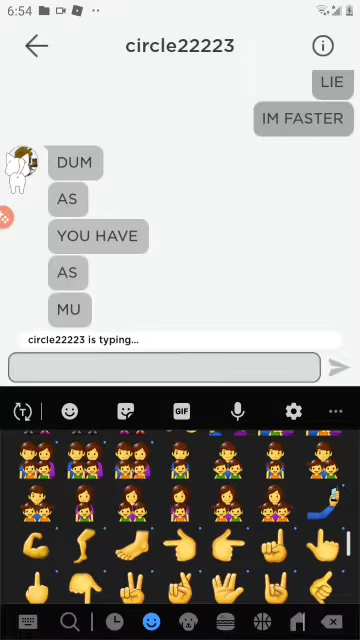 6:54
circle22223
LIE
IM FASTER
DUM
AS
YOU HAVE
AS
MU
circle22223 is typing...
T
GIF